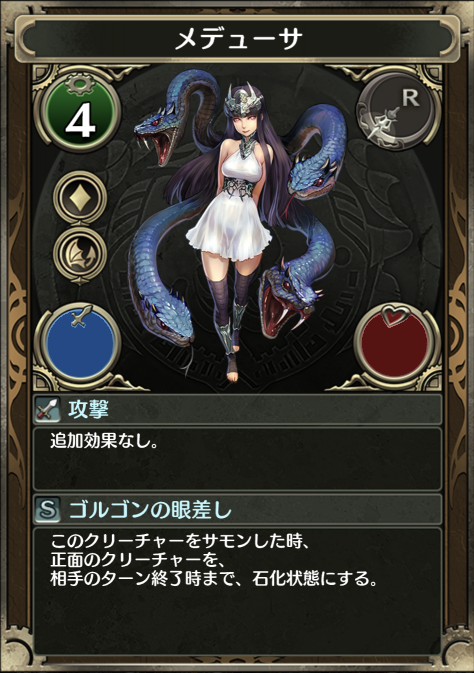 メデューサ
4
R
攻撃
追加効果なし。
S ゴルゴンの眼差し
このクリーチャーをサモンした時、
正面のクリーチャーを、
相手のターン終了時まで、石化状態にする。